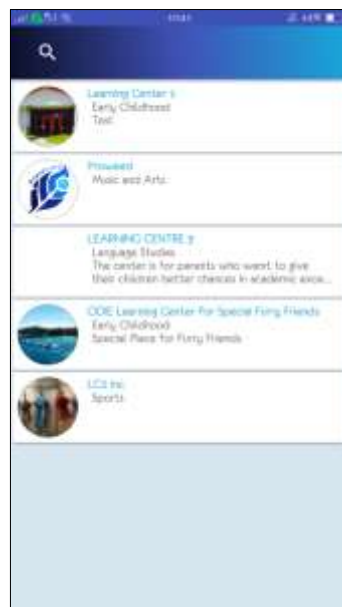 Learning Center 1
Early Childhood
Test
Music and Arts
LEARNING CENTRE 7
Language Studies
The center is for parents who want to give
their children better chances in academic exce...
ODIE Learning Center For Special Furry Friends
Early Childhood
Special Place for Furry Friends
LCS Inc
Sports